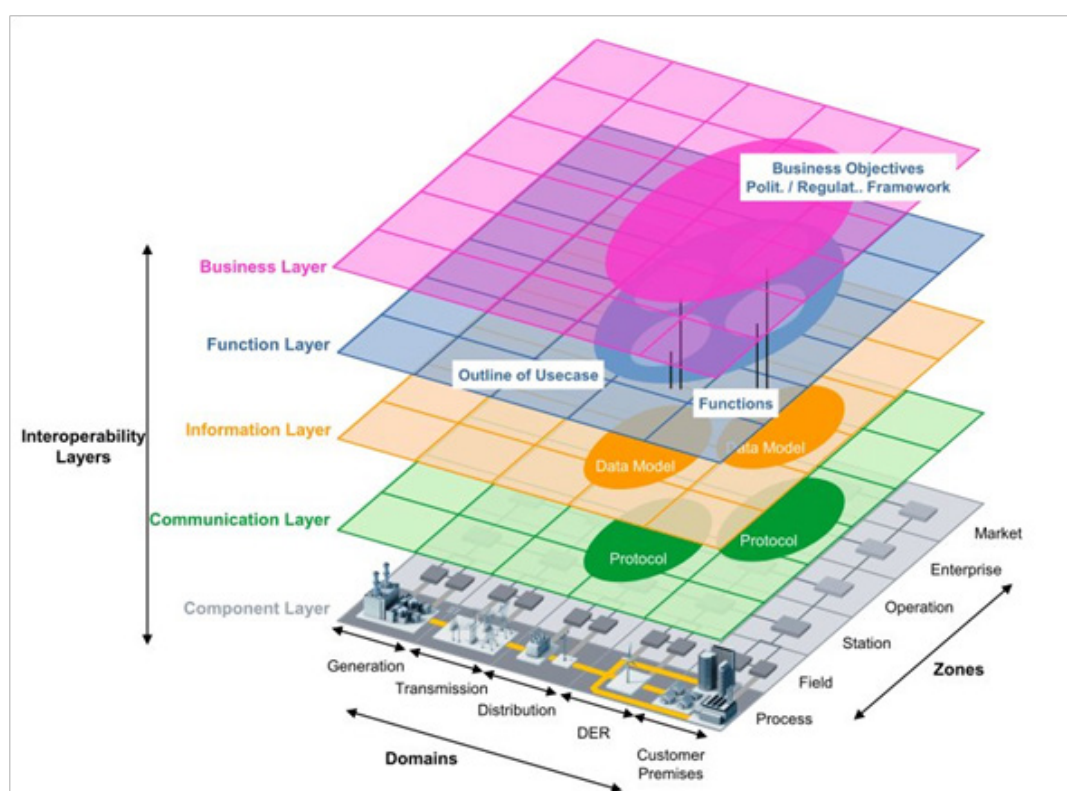 Business Objectives
Polit. / Regulat.. Framework
Business Layer
Function Layer
Outline of Usecase
Functions
Interoperability
Layers
Information Layer
Data Model
Data Model
Communication Layer
Protocol
Protocol
Component Layer
Market
Enterprise
Operation
Station
Field
Process
Zones
Generation
Transmission
Distribution
DER
Customer
Premises
Domains